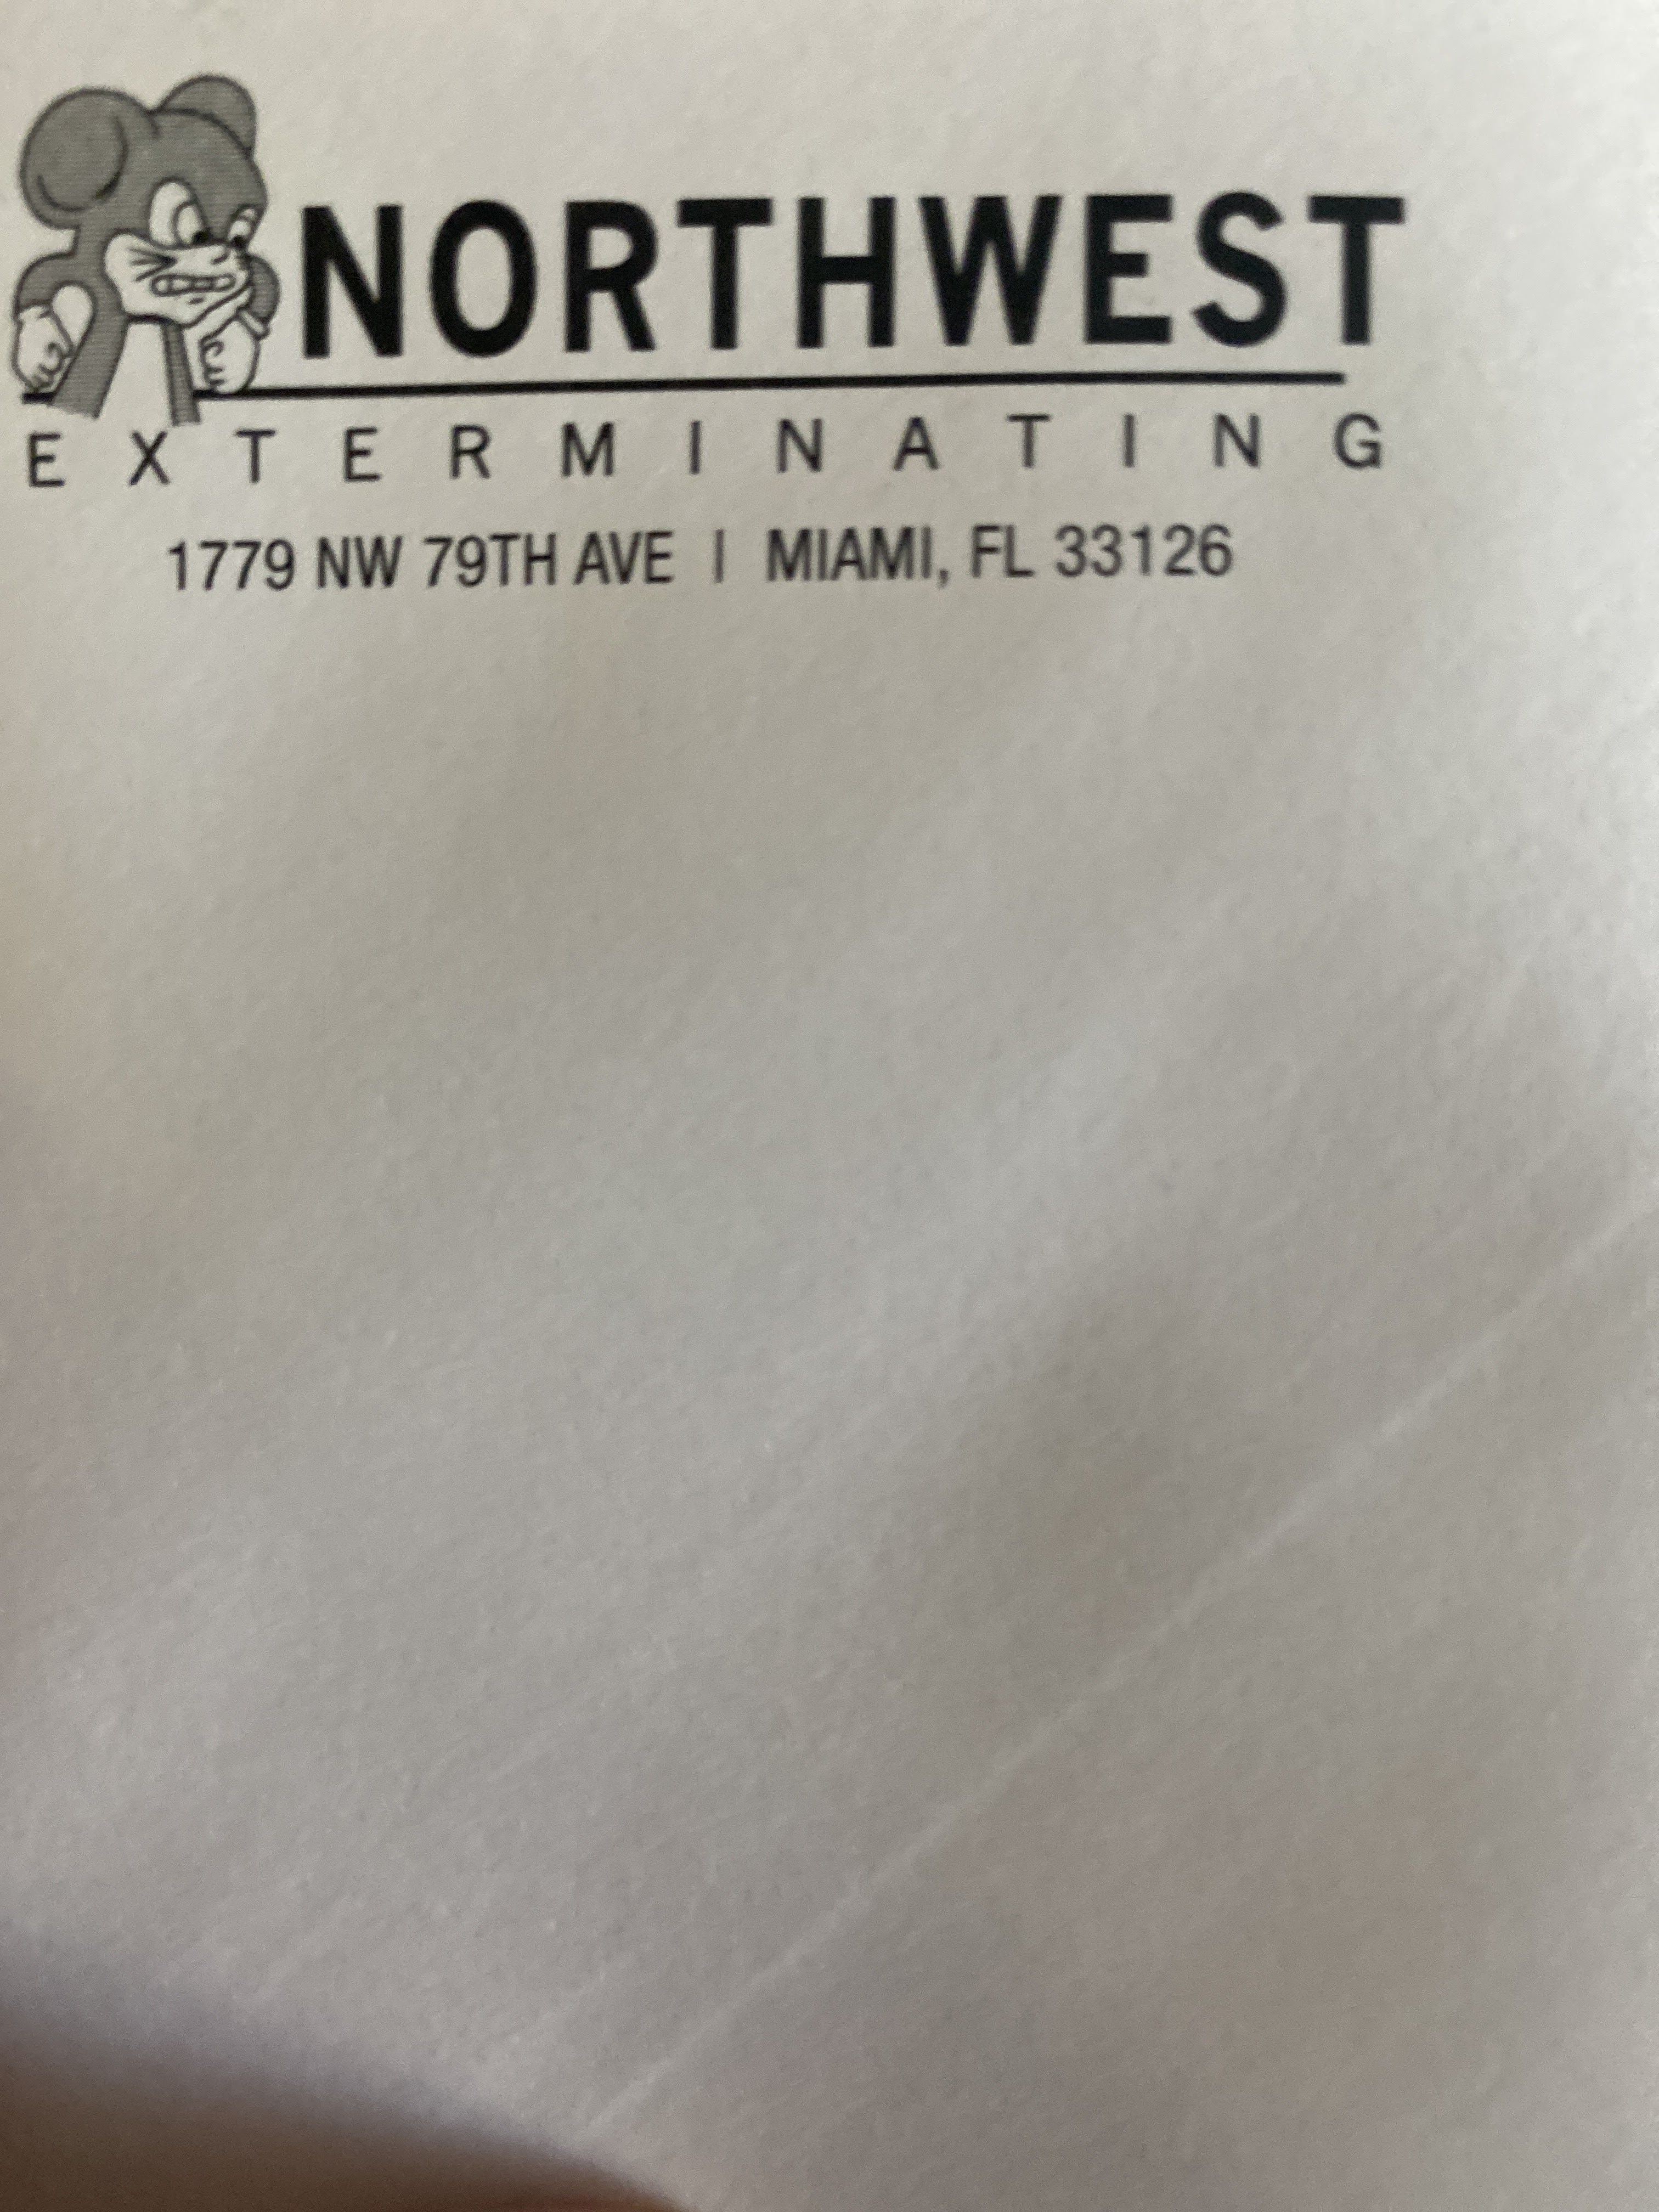 NORTHWEST
EXTERMINATING
1779 NW 79TH AVE | MIAMI, FL 33126